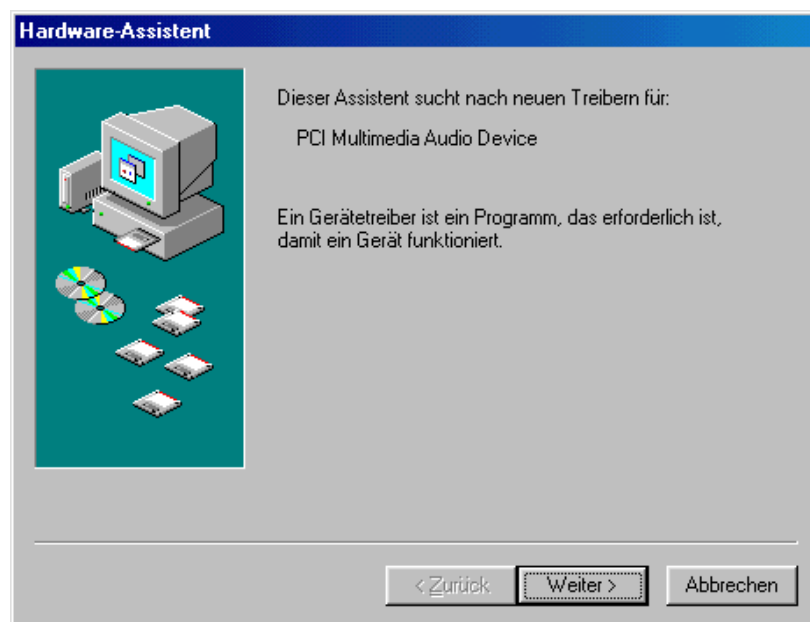 Hardware-Assistent
Dieser Assistent sucht nach neuen Treibern für:
PCI Multimedia Audio Device
Ein Gerätetreiber ist ein Programm, das erforderlich ist,
damit ein Gerät funktioniert.
< Zurück
Weiter >
Abbrechen